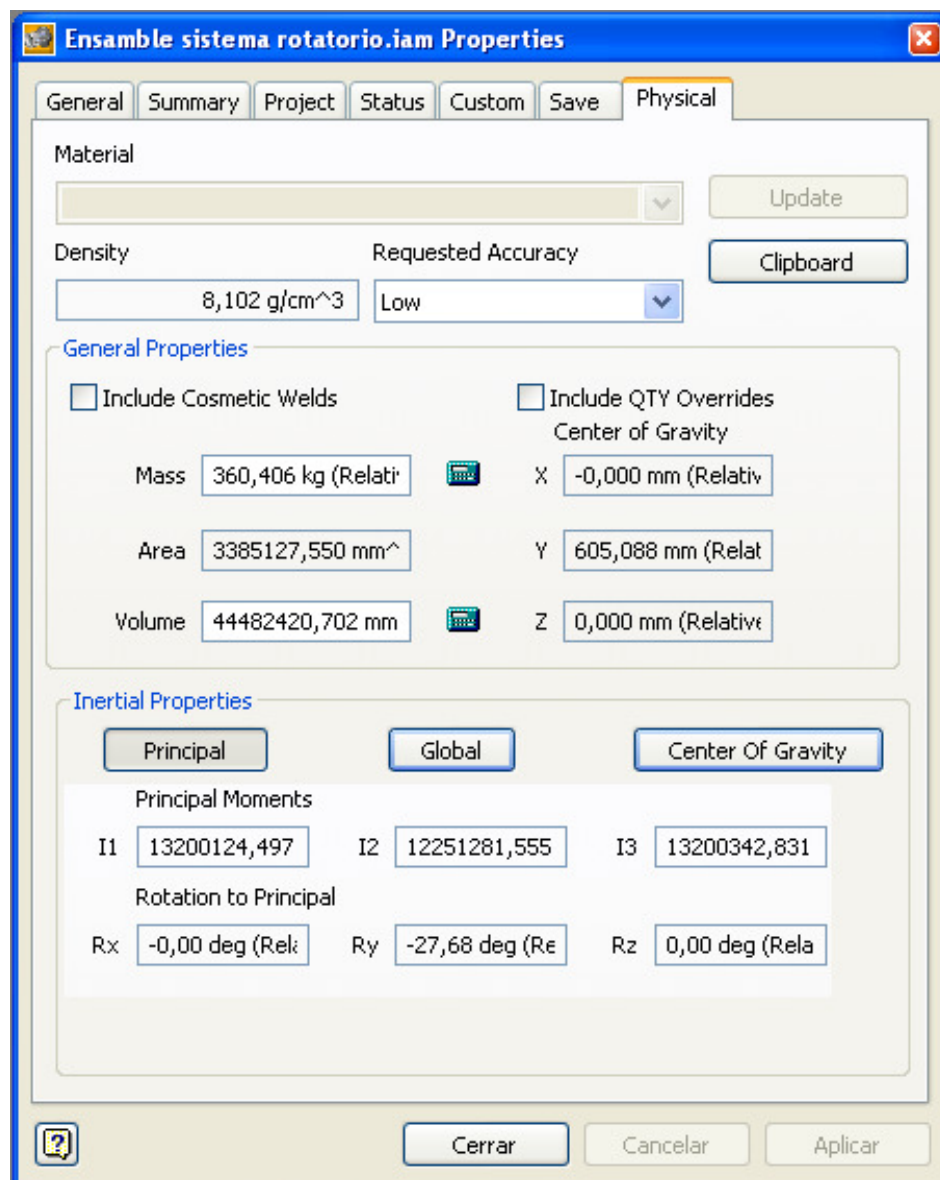 Ensamble sistema rotatorio.iam Properties
General Summary Project Status Custom Save Physical
Material
Update
Density Requested Accuracy
Clipboard
8,102 g/cm^3 Low
General Properties
Include Cosmetic Welds Include QTY Overrides
Center of Gravity
Mass 360,406 kg (Relati X -0,000 mm (Relativ
Area 3385127,550 mm^ Y 605,088 mm (Relat
Volume 44482420,702 mm Z 0,000 mm (Relative
Inertial Properties
Principal Global Center Of Gravity
Principal Moments
I1 13200124,497 I2 12251281,555 I3 13200342,831
Rotation to Principal
Rx -0,00 deg (Rela Ry -27,68 deg (Re Rz 0,00 deg (Rela
Cerrar Cancelar Aplicar